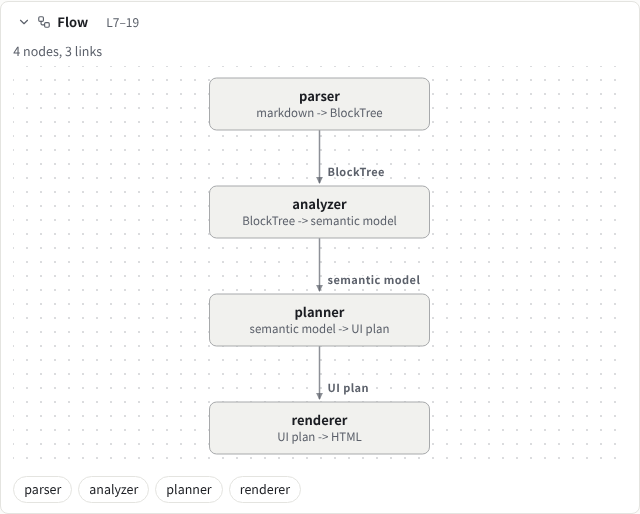 Flow L7–19
4 nodes, 3 links
parser
markdown -> BlockTree
BlockTree
analyzer
BlockTree -> semantic model
semantic model
planner
semantic model -> UI plan
UI plan
renderer
UI plan -> HTML
parser analyzer planner renderer